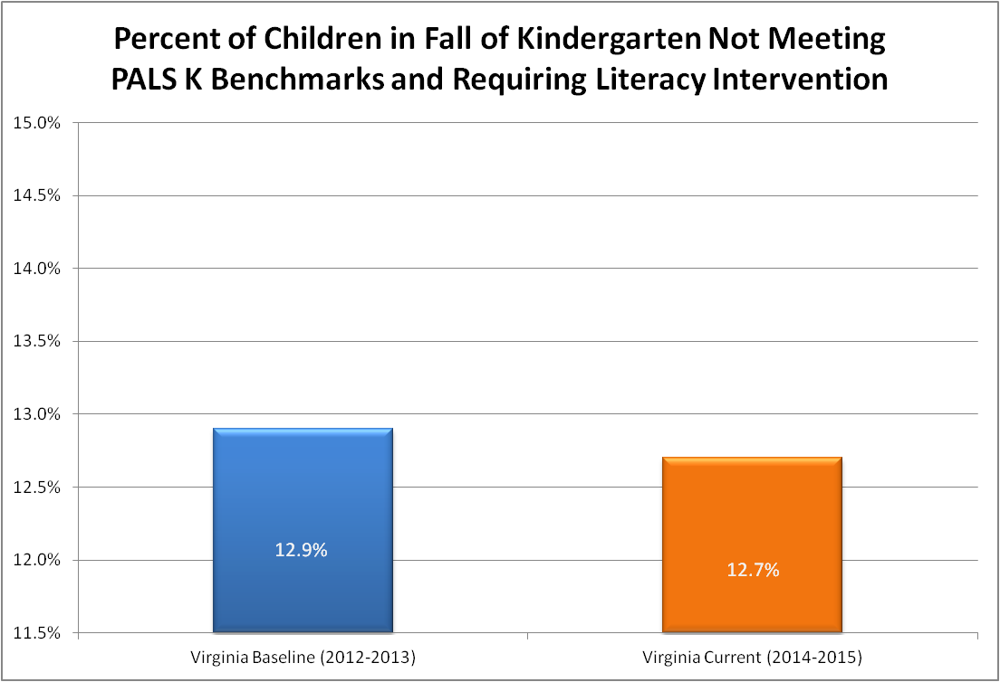 Percent of Children in Fall of Kindergarten Not Meeting
PALS K Benchmarks and Requiring Literacy Intervention
15.0%
14.5%
14.0%
13.5%
13.0%
12.5%
12.0%
11.5%
12.9%
12.7%
Virginia Baseline (2012-2013)
Virginia Current (2014-2015)